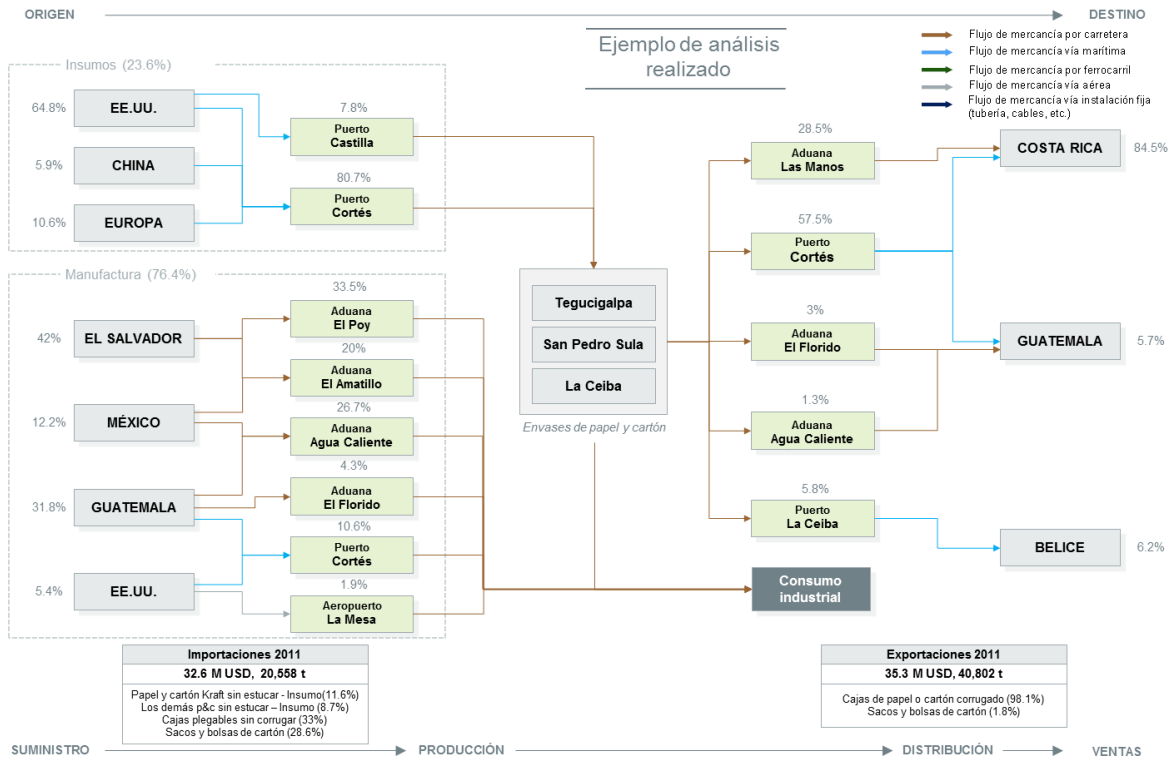 ORIGEN
DESTINO
Ejemplo de análisis
realizado
Flujo de mercancía por carretera
Flujo de mercancía vía marítima
Flujo de mercancía por ferrocarril
Flujo de mercancía vía aérea
Flujo de mercancía vía instalación fija
(tubería, cables, etc.)
Insumos (23.6%)
64.8%
EE.UU.
5.9%
CHINA
10.6%
EUROPA
7.8%
Puerto
Castilla
80.7%
Puerto
Cortés
Manufactura (76.4%)
42%
EL SALVADOR
12.2%
MÉXICO
31.8%
GUATEMALA
5.4%
EE.UU.
33.5%
Aduana
El Poy
20%
Aduana
El Amatillo
26.7%
Aduana
Agua Caliente
4.3%
Aduana
El Florido
10.6%
Puerto
Cortés
1.9%
Aeropuerto
La Mesa
Tegucigalpa
San Pedro Sula
La Ceiba
Envases de papel y cartón
28.5%
Aduana
Las Manos
57.5%
Puerto
Cortés
3%
Aduana
El Florido
1.3%
Aduana
Agua Caliente
5.8%
Puerto
La Ceiba
Consumo
industrial
COSTA RICA
84.5%
GUATEMALA
5.7%
BELICE
6.2%
Importaciones 2011
32.6 M USD, 20,558 t
Papel y cartón Kraft sin estucar - Insumo(11.6%)
Los demás p&c sin estucar – Insumo (8.7%)
Cajas plegables sin corrugar (33%)
Sacos y bolsas de cartón (28.6%)
Exportaciones 2011
35.3 M USD, 40,802 t
Cajas de papel o cartón corrugado (98.1%)
Sacos y bolsas de cartón (1.8%)
SUMINISTRO
PRODUCCIÓN
DISTRIBUCIÓN
VENTAS